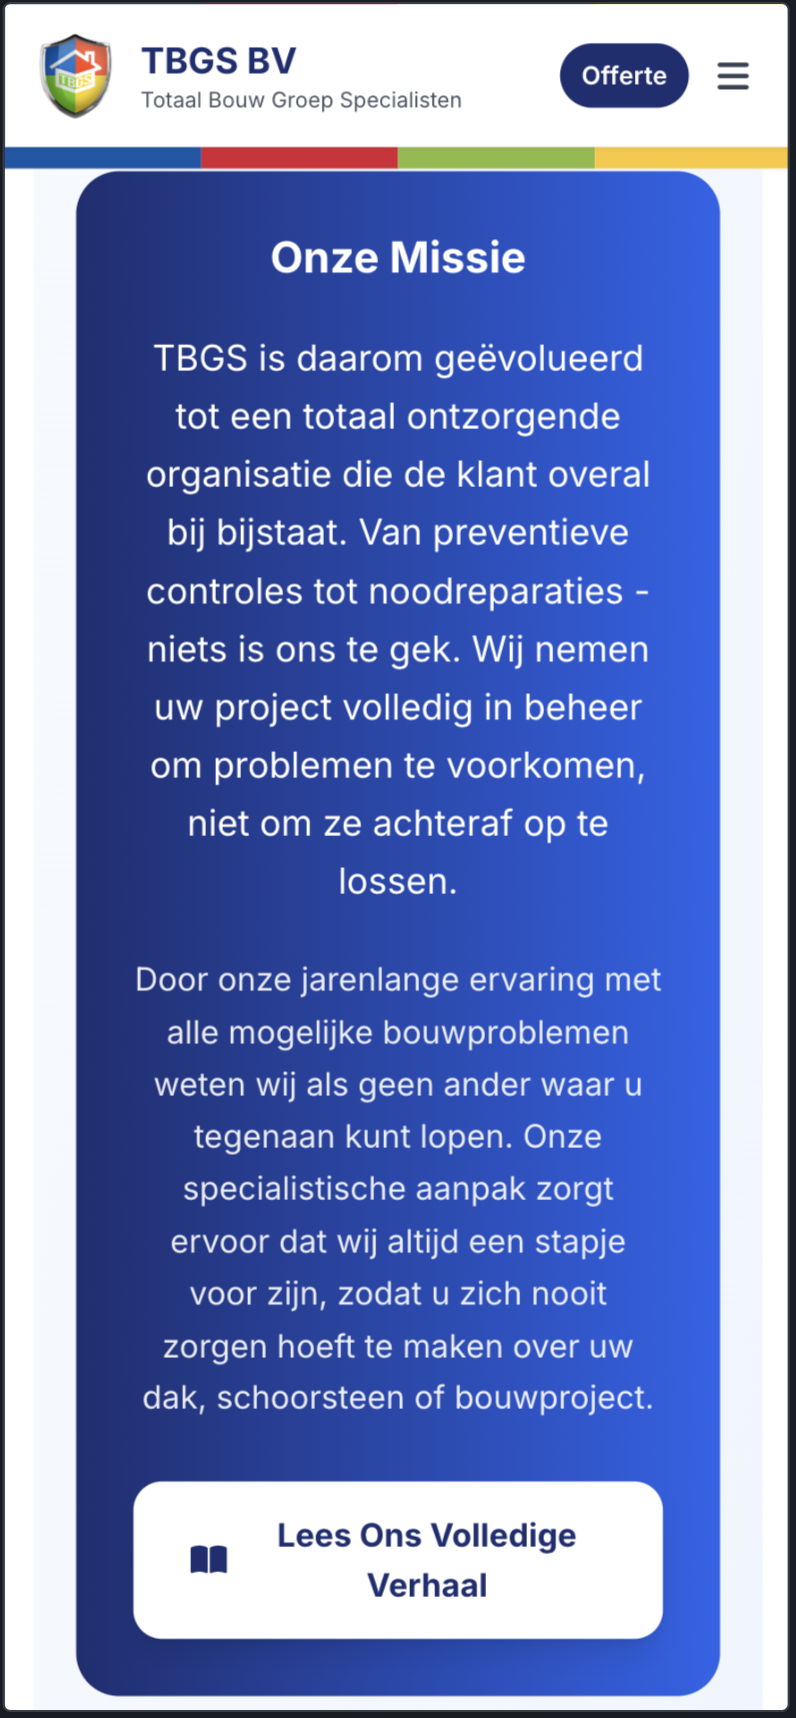 TBGS
TBGS BV
Totaal Bouw Groep Specialisten
Offerte
Onze Missie
TBGS is daarom geëvolueerd
tot een totaal ontzorgende
organisatie die de klant overal
bij bijstaat. Van preventieve
controles tot noodreparaties -
niets is ons te gek. Wij nemen
uw project volledig in beheer
om problemen te voorkomen,
niet om ze achteraf op te
lossen.
Door onze jarenlange ervaring met
alle mogelijke bouwproblemen
weten wij als geen ander waar u
tegenaan kunt lopen. Onze
specialistische aanpak zorgt
ervoor dat wij altijd een stapje
voor zijn, zodat u zich nooit
zorgen hoeft te maken over uw
dak, schoorsteen of bouwproject.
Lees Ons Volledige
Verhaal